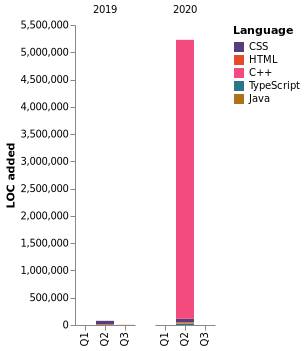 2019
2020
LOC added
5,500,000
5,000,000
4,500,000
4,000,000
3,500,000
3,000,000
2,500,000
2,000,000
1,500,000
1,000,000
500,000
0
Q1
Q2
Q3
Q1
Q2
Q3
Language
CSS
HTML
C++
TypeScript
Java